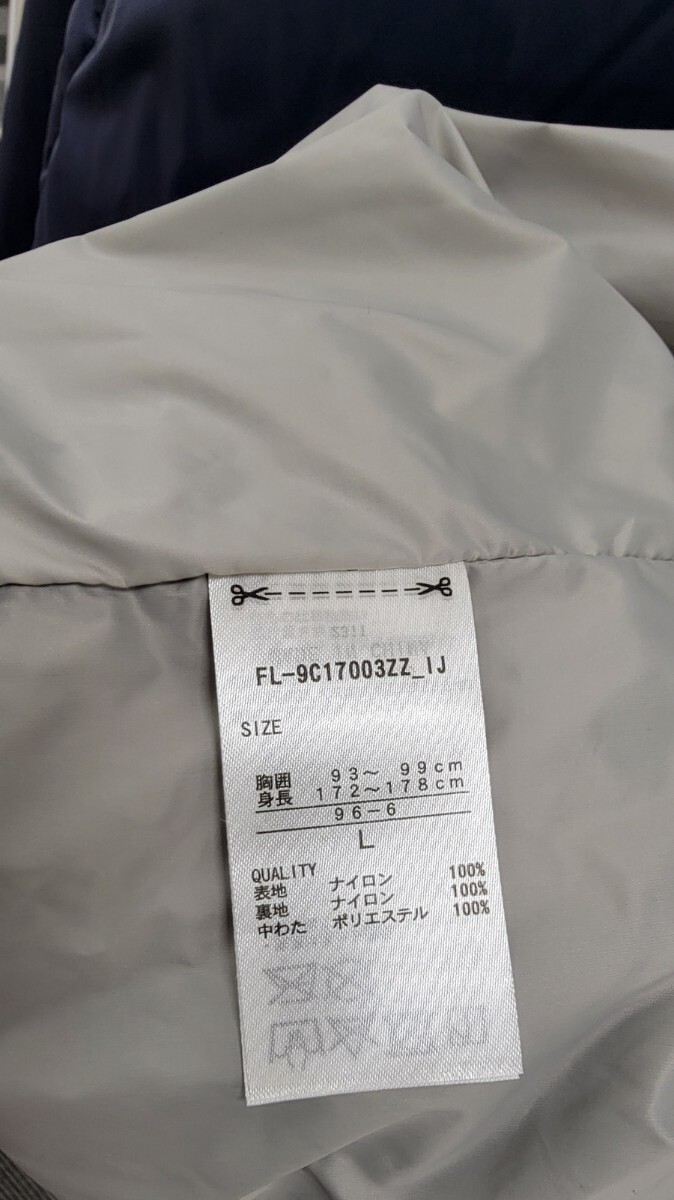 FL-9C17003ZZ_IJ
SIZE
胸囲 93～ 99cm
身長 172～178cm
96-6
L
QUALITY
表地 ナイロン 100%
裏地 ナイロン 100%
中わた ポリエステル 100%